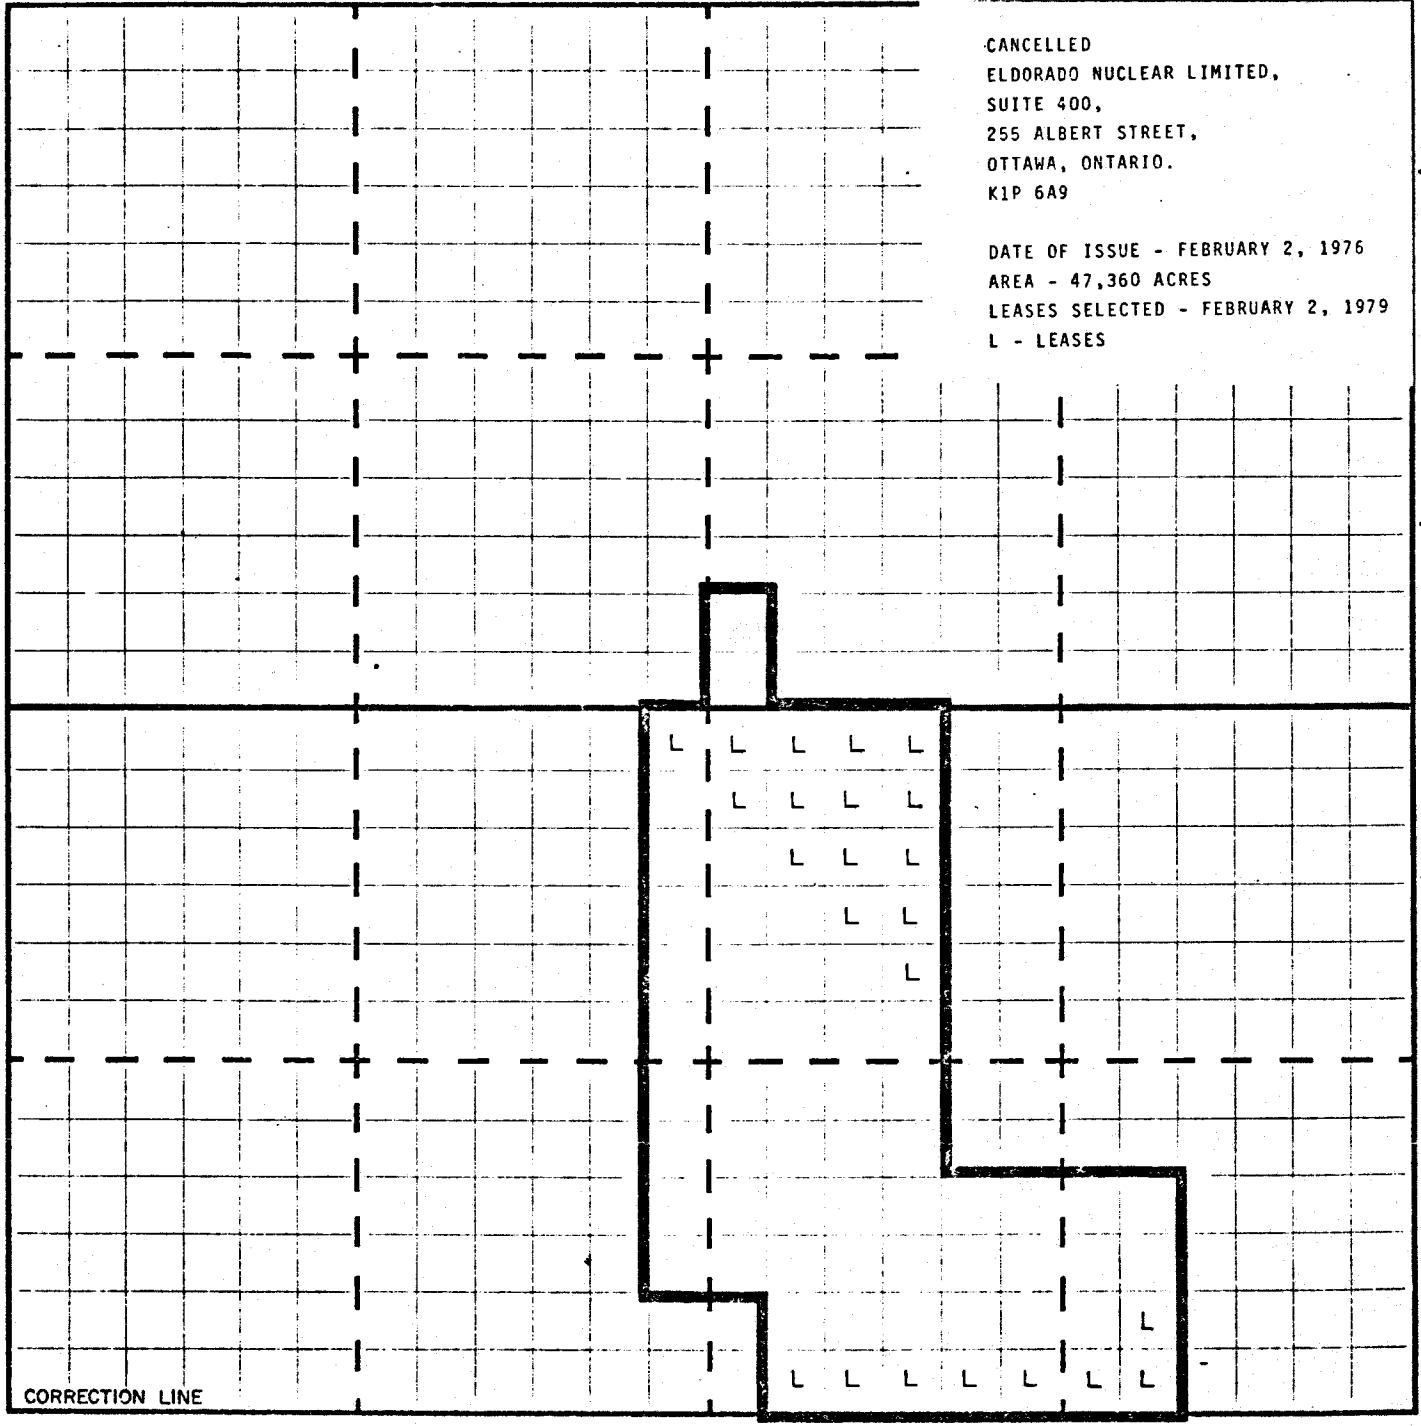 CANCELLED
ELDORADO NUCLEAR LIMITED,
SUITE 400,
255 ALBERT STREET,
OTTAWA, ONTARIO.
K1P 6A9
DATE OF ISSUE - FEBRUARY 2, 1976
AREA - 47,360 ACRES
LEASES SELECTED - FEBRUARY 2, 1979
L - LEASES
L L L L L
L L L L
L L L
L L
L
L
L L L L L L L
CORRECTION LINE